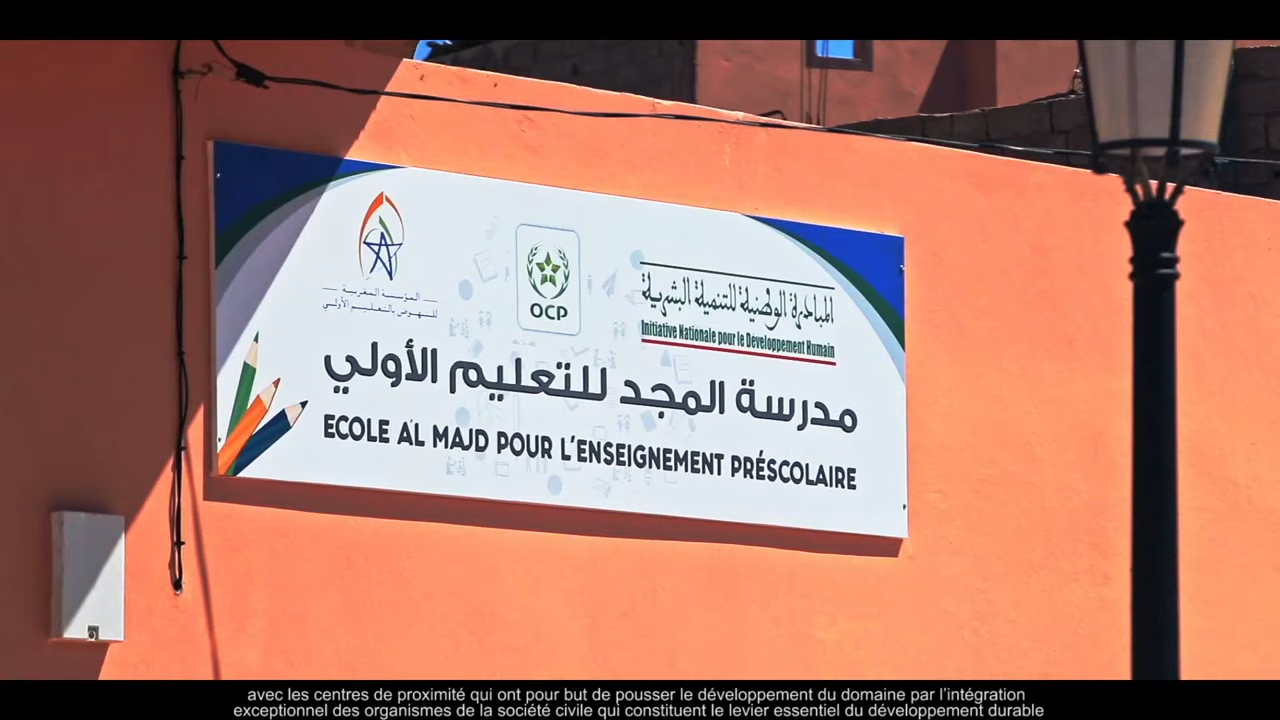 المؤسسة المغربية
للنهوض بالتعليم الأولي
OCP
المبادرة الوطنية للتنمية البشرية
Initiative Nationale pour le Développement Humain
مدرسة المجد للتعليم الأولي
ECOLE AL MAJD POUR L'ENSEIGNEMENT PRÉSCOLAIRE
avec les centres de proximité qui ont pour but de pousser le développement du domaine par l'intégration
exceptionnel des organismes de la société civile qui constituent le levier essentiel du développement durable